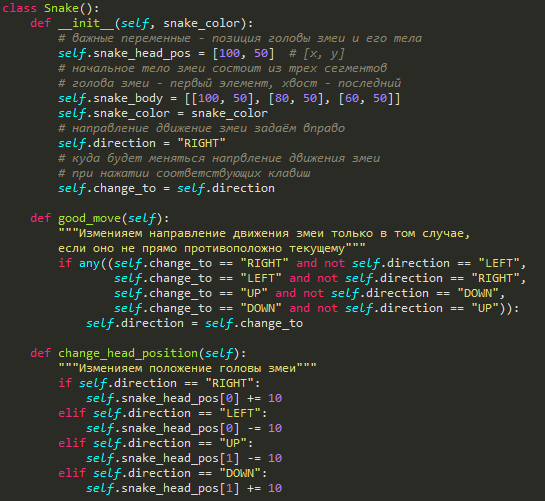 class Snake():
    def __init__(self, snake_color):
        # важные переменные - позиция головы змеи и его тела
        self.snake_head_pos = [100, 50]  # [x, y]
        # начальное тело змеи состоит из трех сегментов
        # голова змеи - первый элемент, хвост - последний
        self.snake_body = [[100, 50], [80, 50], [60, 50]]
        self.snake_color = snake_color
        # направление движение змеи задаём вправо
        self.direction = "RIGHT"
        # куда будет меняться напрвление движения змеи
        # при нажатии соответствующих клавиш
        self.change_to = self.direction

    def good_move(self):
        """Измнияем направление движения змеи только в том случае,
        если оно не прямо противоположно текущему"""
        if any((self.change_to == "RIGHT" and not self.direction == "LEFT",
                self.change_to == "LEFT" and not self.direction == "RIGHT",
                self.change_to == "UP" and not self.direction == "DOWN",
                self.change_to == "DOWN" and not self.direction == "UP")):
            self.direction = self.change_to

    def change_head_position(self):
        """Измнияем положение головы змеи"""
        if self.direction == "RIGHT":
            self.snake_head_pos[0] += 10
        elif self.direction == "LEFT":
            self.snake_head_pos[0] -= 10
        elif self.direction == "UP":
            self.snake_head_pos[1] -= 10
        elif self.direction == "DOWN":
            self.snake_head_pos[1] += 10